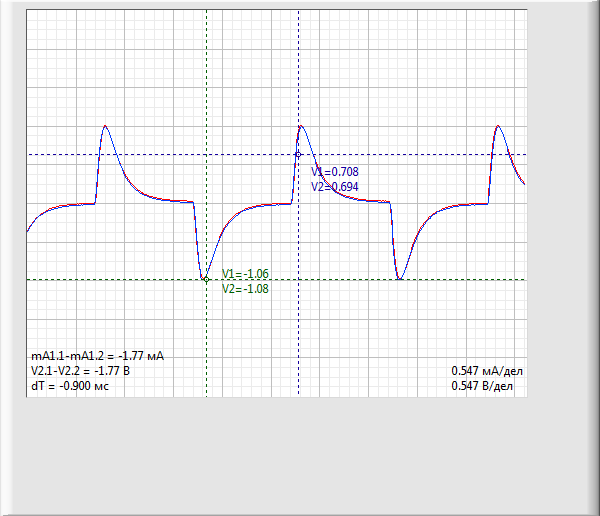 V1=0.708
V2=0.694
V1=-1.06
V2=-1.08
mA1.1-mA1.2 = -1.77 мА
V2.1-V2.2 = -1.77 В
dT = -0.900 мс
0.547 мА/дел
0.547 В/дел